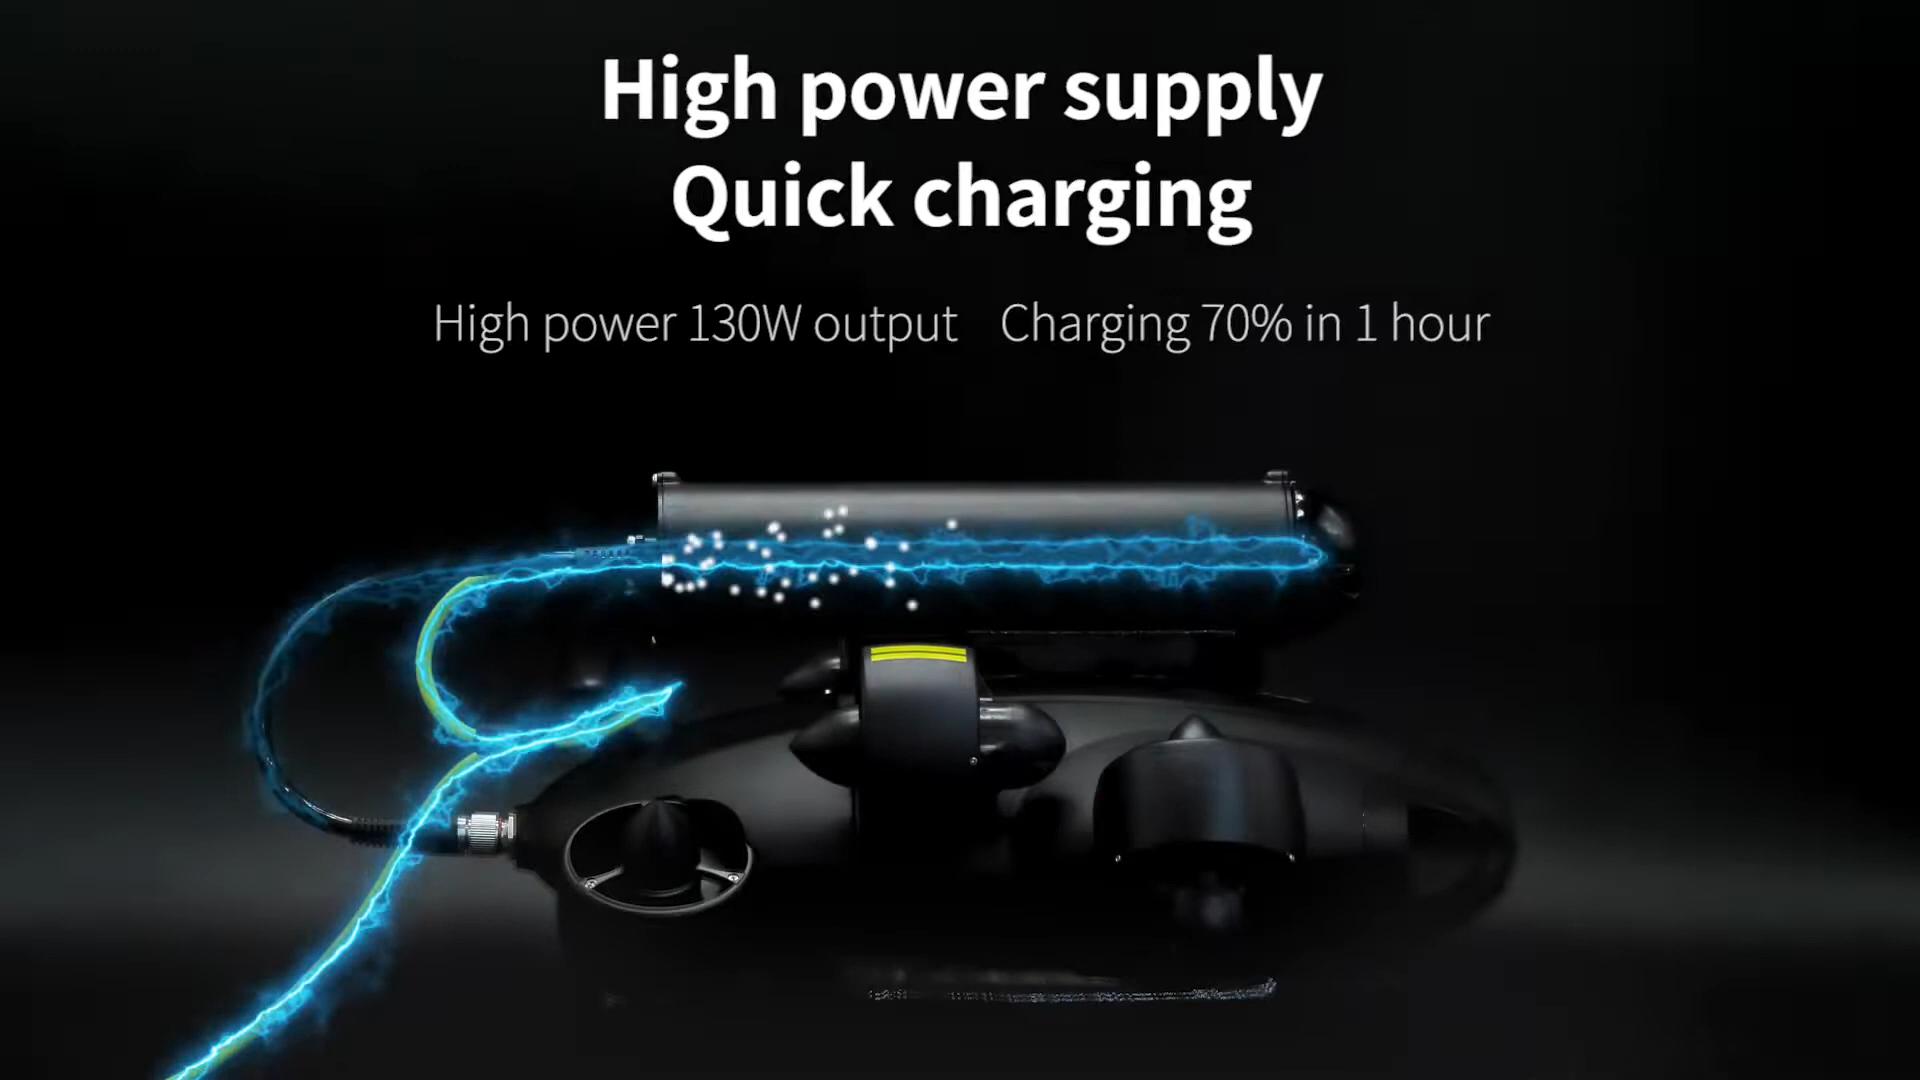 High power supply
Quick charging
High power 130W output Charging 70% in 1 hour